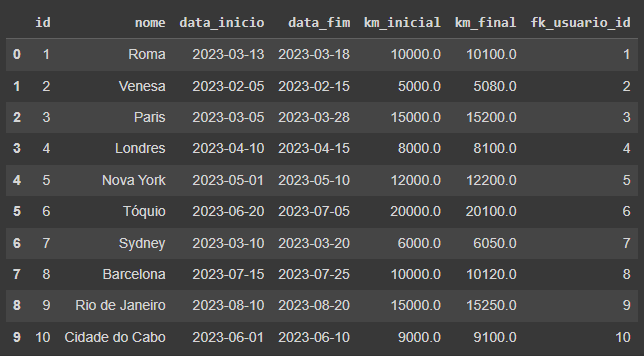 id nome data_inicio data_fim km_inicial km_final fk_usuario_id
0 1 Roma 2023-03-13 2023-03-18 10000.0 10100.0 1
1 2 Venesa 2023-02-05 2023-02-15 5000.0 5080.0 2
2 3 Paris 2023-03-05 2023-03-28 15000.0 15200.0 3
3 4 Londres 2023-04-10 2023-04-15 8000.0 8100.0 4
4 5 Nova York 2023-05-01 2023-05-10 12000.0 12200.0 5
5 6 Tóquio 2023-06-20 2023-07-05 20000.0 20100.0 6
6 7 Sydney 2023-03-10 2023-03-20 6000.0 6050.0 7
7 8 Barcelona 2023-07-15 2023-07-25 10000.0 10120.0 8
8 9 Rio de Janeiro 2023-08-10 2023-08-20 15000.0 15250.0 9
9 10 Cidade do Cabo 2023-06-01 2023-06-10 9000.0 9100.0 10